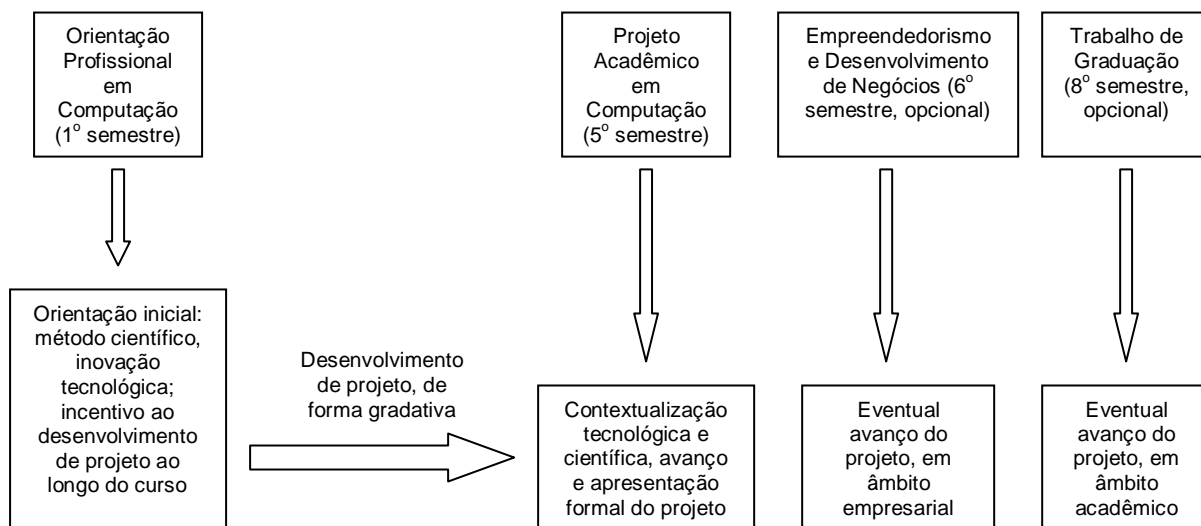 Orientação
Profissional
em
Computação
(1º semestre)
Projeto
Acadêmico
em
Computação
(5º semestre)
Empreendedorismo
e Desenvolvimento
de Negócios (6º
semestre, opcional)
Trabalho de
Graduação
(8º semestre,
opcional)
Orientação inicial:
método científico,
inovação
tecnológica;
incentivo ao
desenvolvimento
de projeto ao
longo do curso
Desenvolvimento
de projeto, de
forma gradativa
Contextualização
tecnológica e
científica, avanço
e apresentação
formal do projeto
Eventual
avanço do
projeto, em
âmbito
empresarial
Eventual
avanço do
projeto, em
âmbito
acadêmico